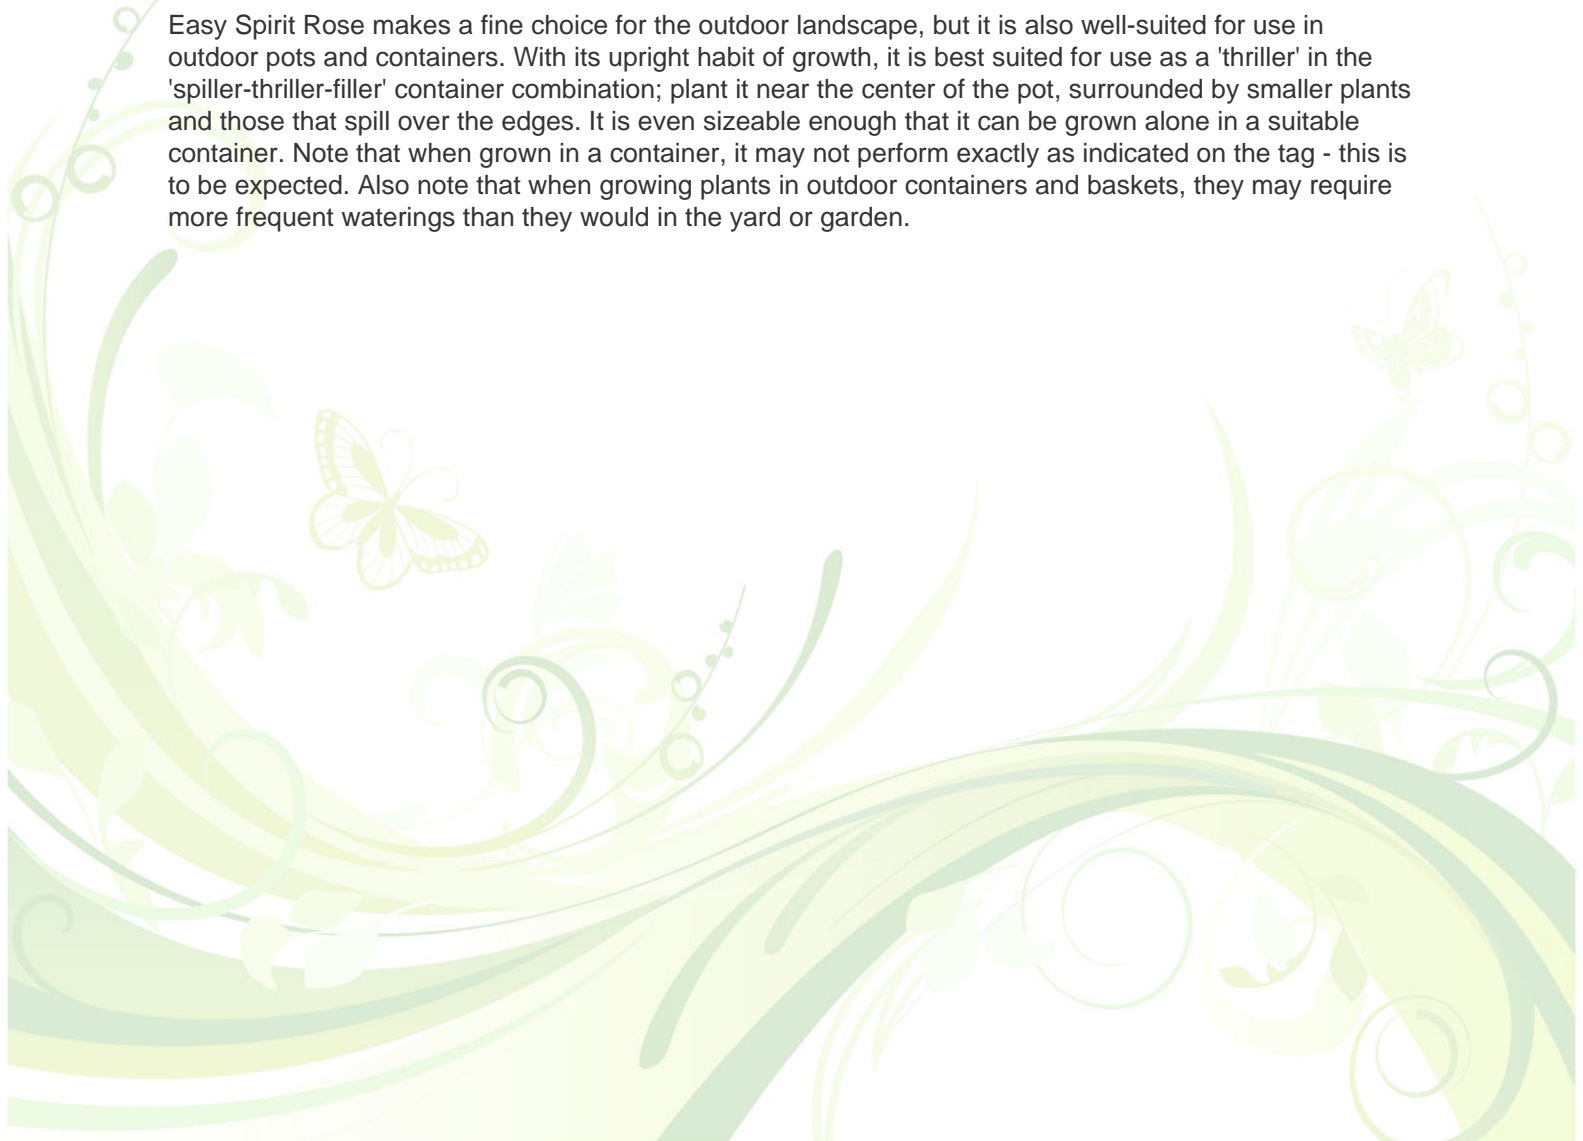 Easy Spirit Rose makes a fine choice for the outdoor landscape, but it is also well-suited for use in
outdoor pots and containers. With its upright habit of growth, it is best suited for use as a 'thriller' in the
'spiller-thriller-filler' container combination; plant it near the center of the pot, surrounded by smaller plants
and those that spill over the edges. It is even sizeable enough that it can be grown alone in a suitable
container. Note that when grown in a container, it may not perform exactly as indicated on the tag - this is
to be expected. Also note that when growing plants in outdoor containers and baskets, they may require
more frequent waterings than they would in the yard or garden.